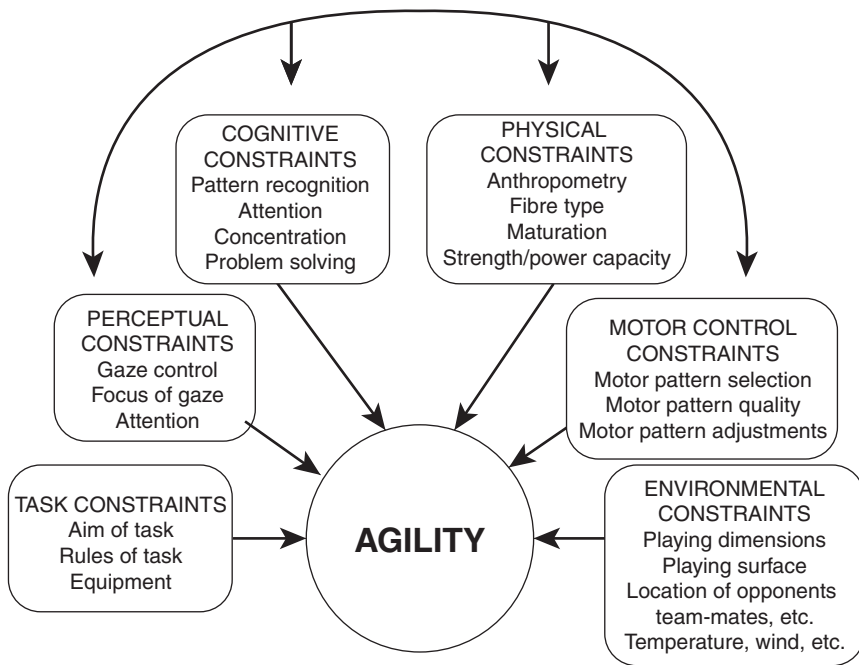 COGNITIVE
CONSTRAINTS
Pattern recognition
Attention
Concentration
Problem solving
PHYSICAL
CONSTRAINTS
Anthropometry
Fibre type
Maturation
Strength/power capacity
PERCEPTUAL
CONSTRAINTS
Gaze control
Focus of gaze
Attention
MOTOR CONTROL
CONSTRAINTS
Motor pattern selection
Motor pattern quality
Motor pattern adjustments
TASK CONSTRAINTS
Aim of task
Rules of task
Equipment
AGILITY
ENVIRONMENTAL
CONSTRAINTS
Playing dimensions
Playing surface
Location of opponents
team-mates, etc.
Temperature, wind, etc.